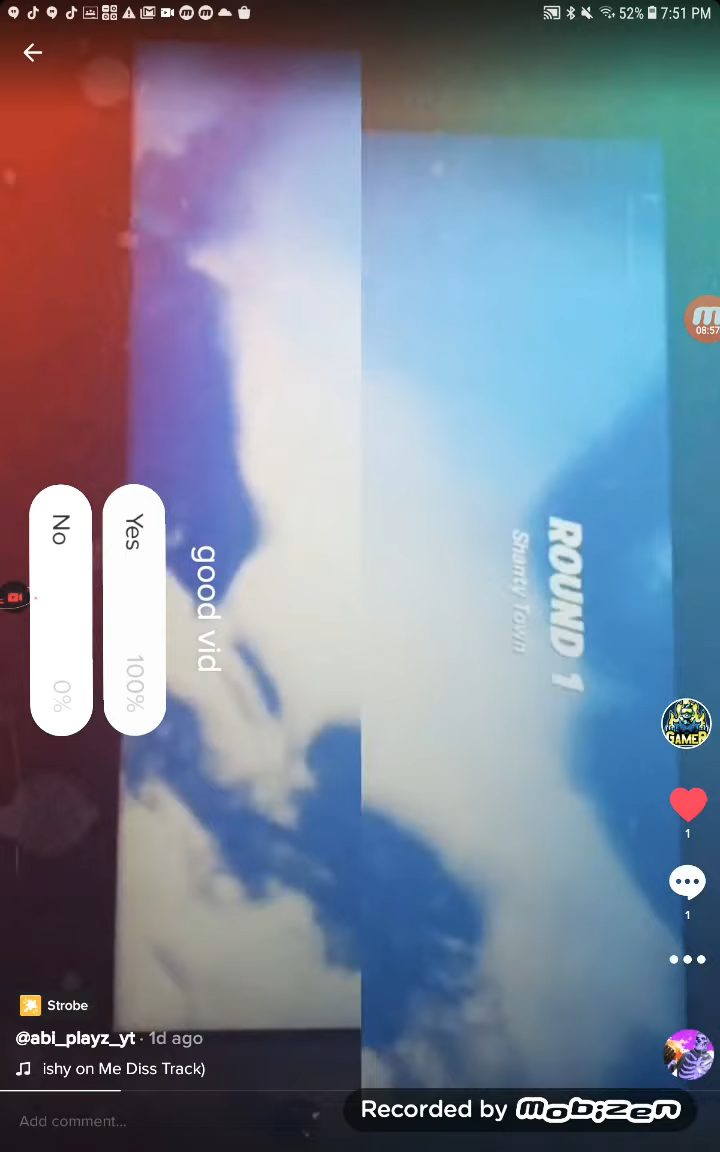 52% 7:51 PM
m
08:57
ROUND 1
Shanty Town
good vid
Yes 100%
No 0%
GAMER
1
1
Strobe
@abi_playz_yt · 1d ago
ishy on Me Diss Track)
Add comment...
Recorded by mobizen